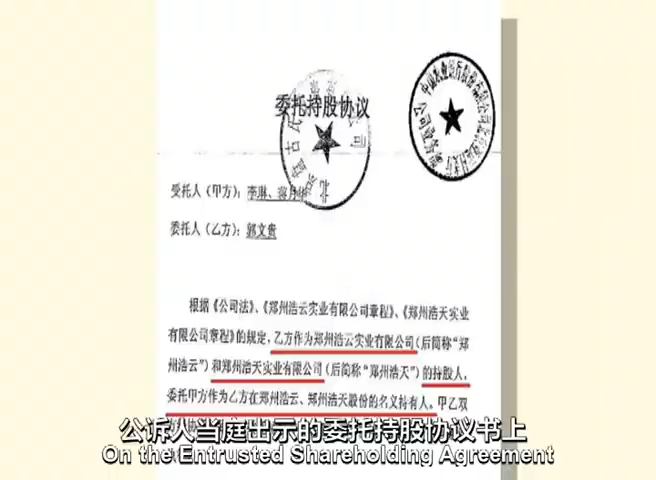 委托持股协议
受托人（甲方）：李琳、
委托人（乙方）：郭文贵
根据《公司法》、《郑州浩云实业有限公司章程》、《郑州浩天实业
有限公司章程》的规定，乙方作为郑州浩云实业有限公司（后简称“郑
州浩云”）和郑州浩天实业有限公司（后简称“郑州浩天”）的持股人，
委托甲方作为乙方在郑州浩云、郑州浩天股份的名义持有人。甲乙双
公诉人当庭出示的委托持股协议书上
On the Entrusted Shareholding Agreement